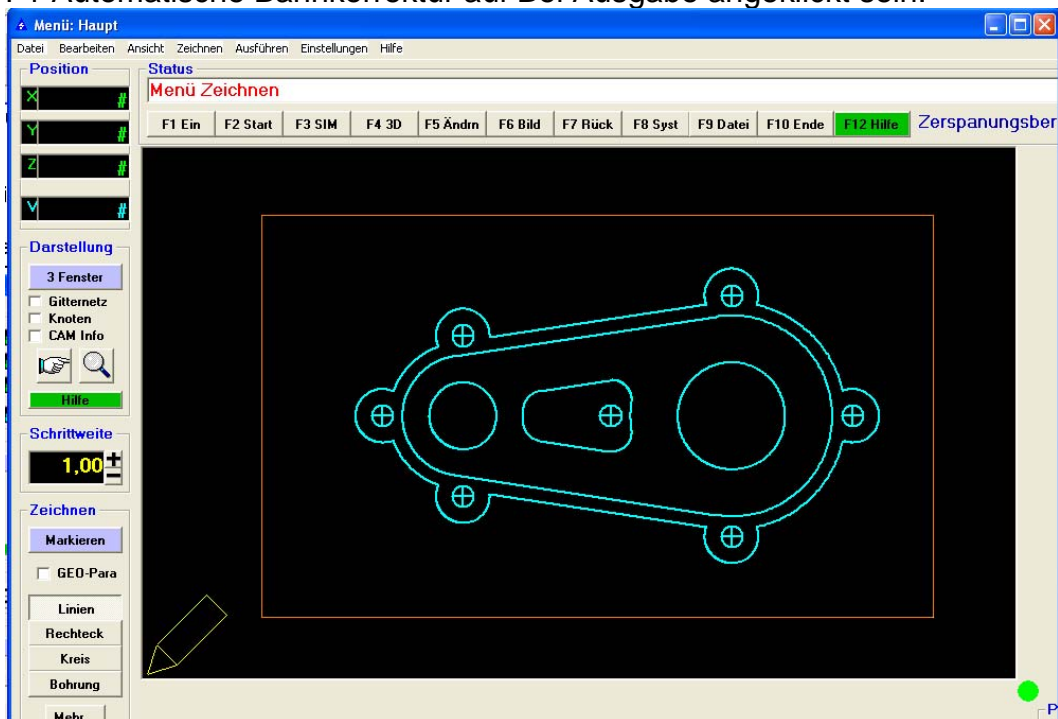 Menü: Haupt
Datei Bearbeiten Ansicht Zeichnen Ausführen Einstellungen Hilfe
Position
Status
X #
Menü Zeichnen
Y #
F1 Ein F2 Start F3 SIM F4 3D F5 Ändrn F6 Bild F7 Rück F8 Syst F9 Datei F10 Ende F12 Hilfe Zerspanungsber
Z #
V #
Darstellung
3 Fenster
Gitternetz
Knoten
CAM Info
Hilfe
Schrittweite
1,00
Zeichnen
Markieren
GEO-Para
Linien
Rechteck
Kreis
Bohrung
Mehr